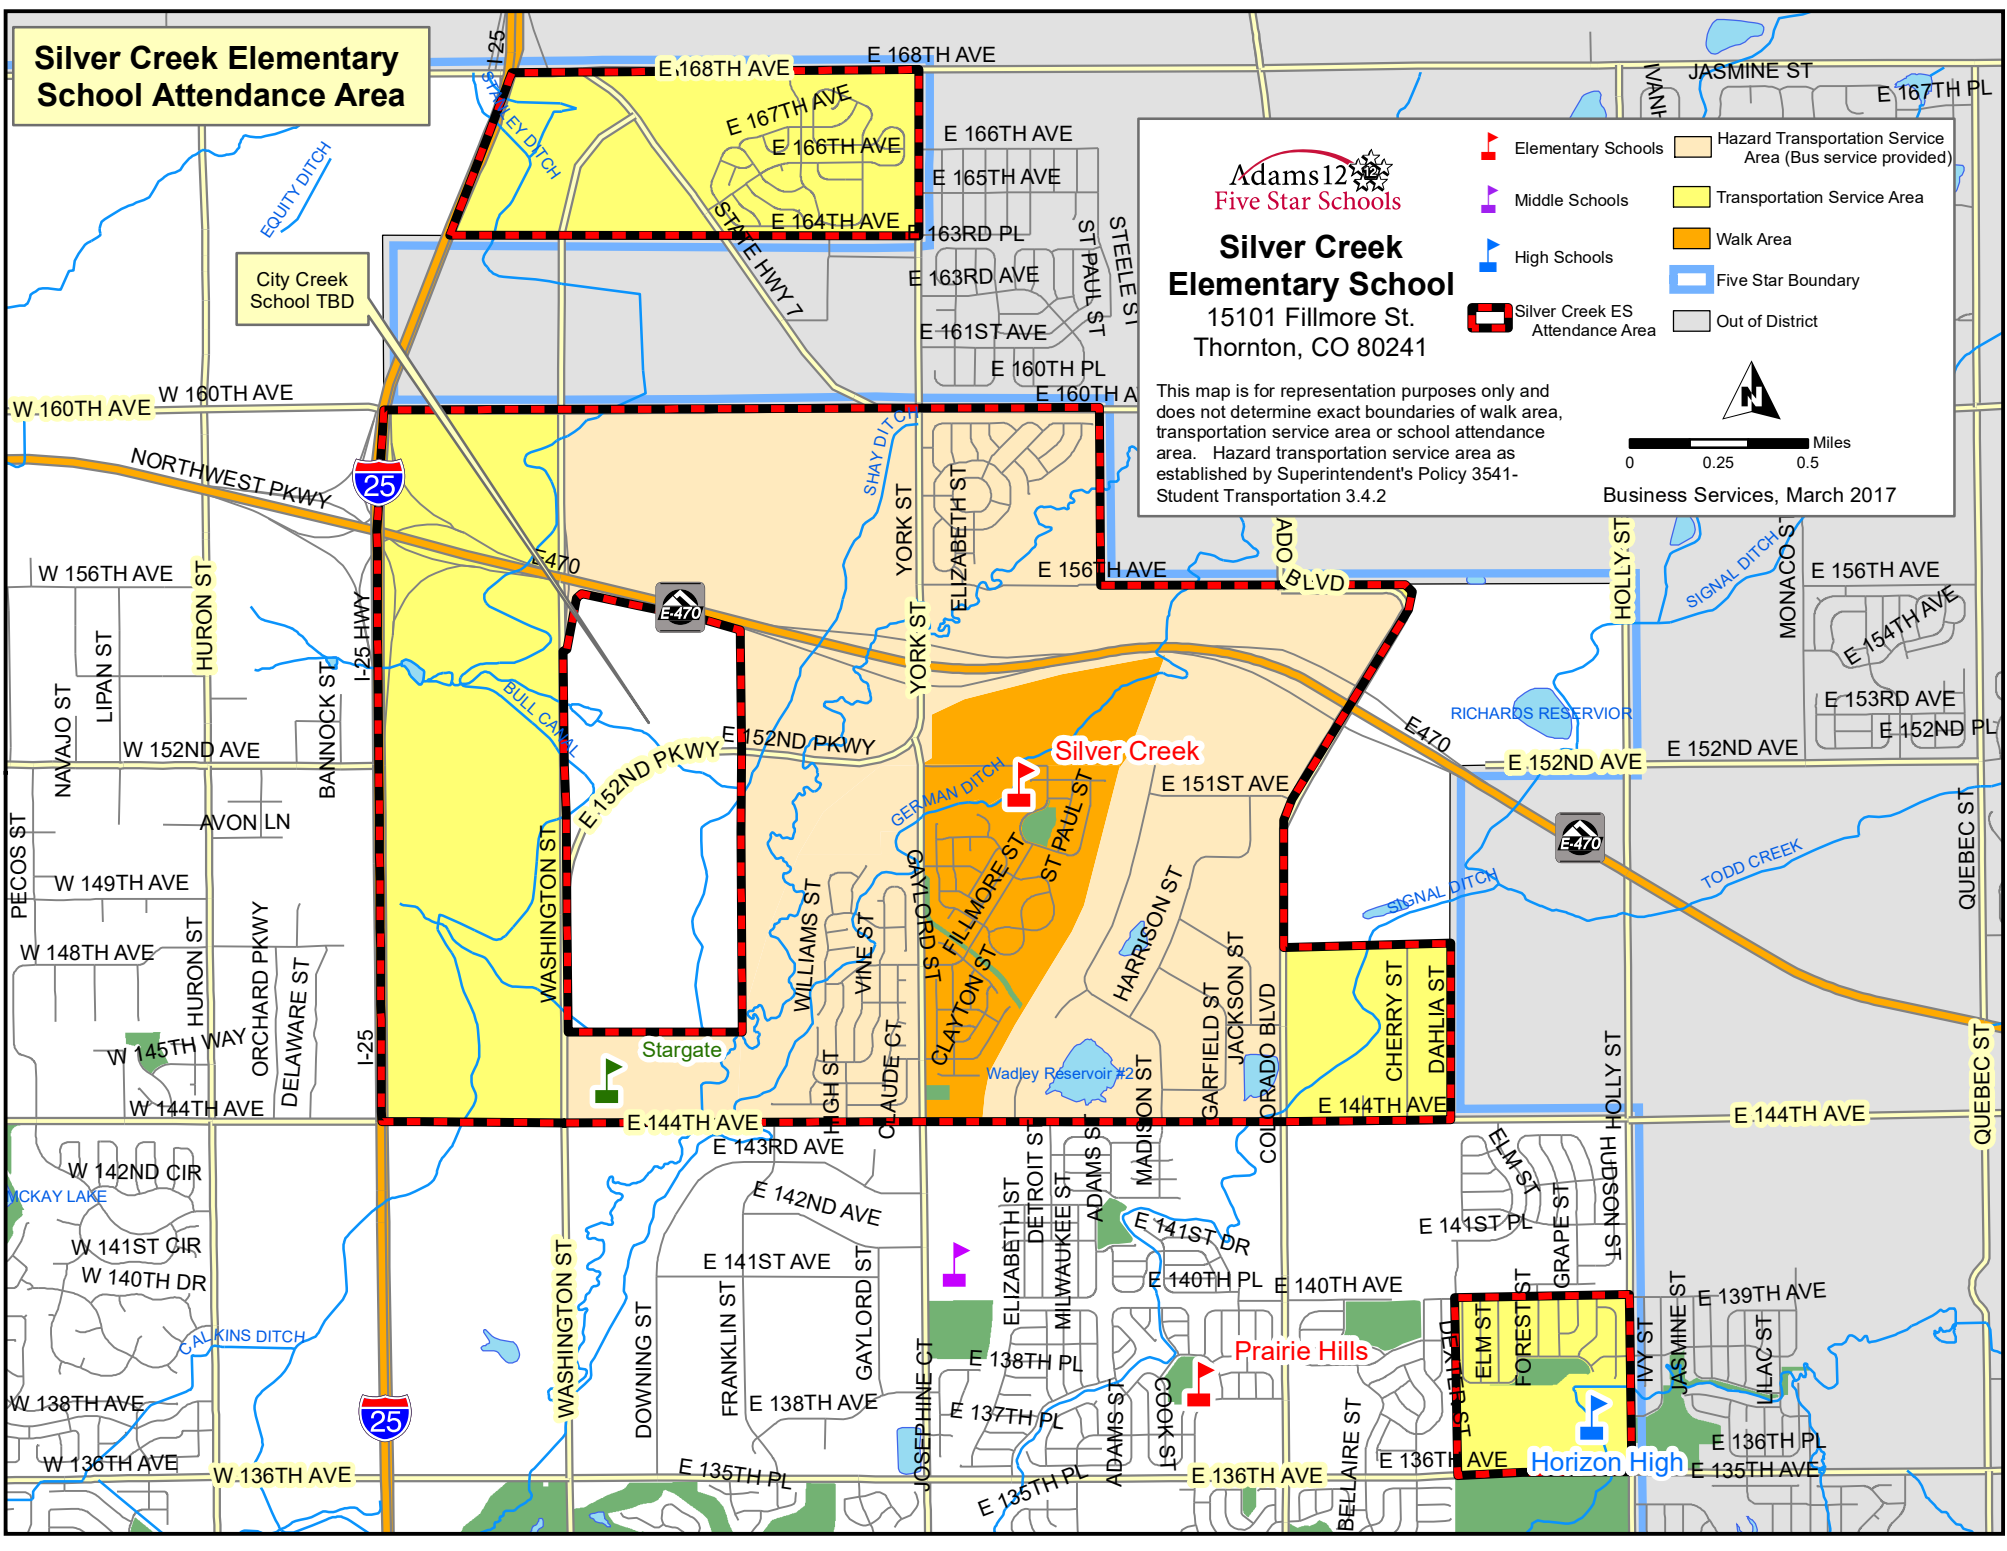 Silver Creek Elementary
School Attendance Area
I-25
E 168TH AVE
E 168TH AVE
JASMINE ST
E 167TH PL
STANLEY DITCH
E 167TH AVE
E 166TH AVE
E 166TH AVE
E 165TH AVE
E 164TH AVE
E 163RD PL
E 163RD AVE
E 161ST AVE
E 160TH PL
ST PAUL ST
STEELE ST
STATE HWY 7
EQUITY DITCH
City Creek
School TBD
Adams12
Five Star Schools
Silver Creek
Elementary School
15101 Fillmore St.
Thornton, CO 80241
Elementary Schools
Middle Schools
High Schools
Silver Creek ES
Attendance Area
Hazard Transportation Service
Area (Bus service provided)
Transportation Service Area
Walk Area
Five Star Boundary
Out of District
This map is for representation purposes only and
does not determine exact boundaries of walk area,
transportation service area or school attendance
area. Hazard transportation service area as
established by Superintendent's Policy 3541-
Student Transportation 3.4.2
N
Miles
0 0.25 0.5
Business Services, March 2017
W 160TH AVE
W 160TH AVE
E 160TH A
NORTHWEST PKWY
25
SHAY DITCH
YORK ST
ELIZABETH ST
E470
E-470
W 156TH AVE
E 156TH AVE
ADO BLVD
HOLLY ST
SIGNAL DITCH
MONACO ST
E 156TH AVE
E 154TH AVE
E 153RD AVE
E 152ND PL
HURON ST
I-25 HWY
LIPAN ST
NAVAJO ST
BANNOCK ST
YORK ST
BULL CANAL
RICHARDS RESERVIOR
E470
W 152ND AVE
E 152ND PKWY
E 152ND PKWY
E 152ND AVE
E 152ND AVE
Silver Creek
GERMAN DITCH
E 151ST AVE
ST PAUL ST
AVON LN
PECOS ST
WASHINGTON ST
E-470
QUEBEC ST
TODD CREEK
SIGNAL DITCH
W 149TH AVE
W 148TH AVE
HURON ST
ORCHARD PKWY
DELAWARE ST
WILLIAMS ST
VINE ST
GAYLORD ST
FILLMORE ST
CLAYTON ST
HARRISON ST
JACKSON ST
GARFIELD ST
COLORADO BLVD
CHERRY ST
DAHLIA ST
W 145TH WAY
I-25
Stargate
HIGH ST
CLAUDE CT
Wadley Reservoir #2
MADISON ST
HOLLY ST
QUEBEC ST
W 144TH AVE
E 144TH AVE
E 144TH AVE
E 144TH AVE
E 143RD AVE
W 142ND CIR
MCKAY LAKE
E 142ND AVE
DETROIT ST
ADAMS S
ELIZABETH ST
MILWAUKEE ST
E 141ST DR
ELM ST
HUDSON ST
GRAPE ST
E 141ST PL
W 141ST CIR
W 140TH DR
E 141ST AVE
E 140TH PL
E 140TH AVE
WASHINGTON ST
DOWNING ST
FRANKLIN ST
GAYLORD ST
CALKINS DITCH
Prairie Hills
E 139TH AVE
JASMINE ST
LILAC ST
IVY ST
DEXTER ST
ELM ST
FOREST ST
E 138TH PL
W 138TH AVE
E 138TH AVE
JOSEPHINE CT
E 137TH PL
ADAMS ST
COOK ST
BELLAIRE ST
25
W 136TH AVE
W 136TH AVE
E 135TH PL
E 135TH PL
E 136TH AVE
E 136TH AVE
Horizon High
E 136TH PL
E 135TH AVE